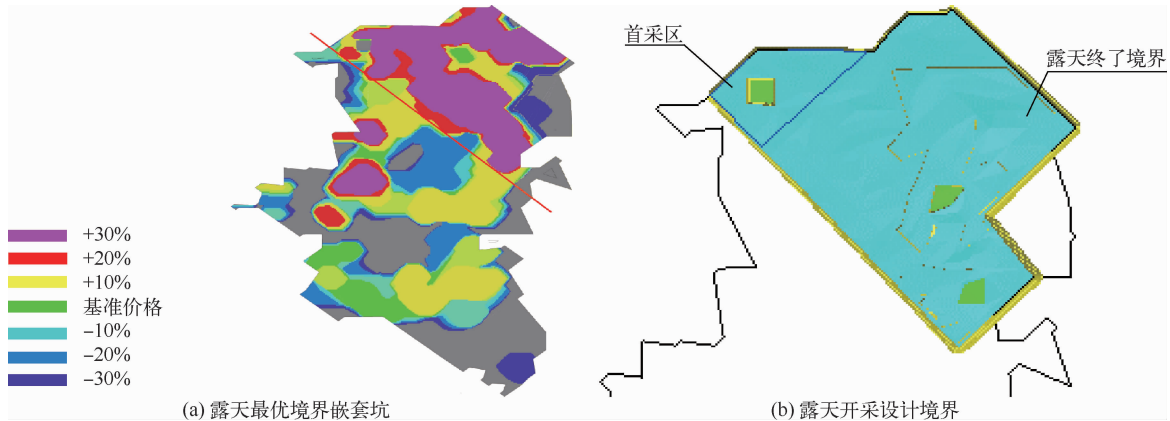 首采区
露天终了境界
+30%
+20%
+10%
基准价格
−10%
−20%
−30%
(a) 露天最优境界嵌套坑
(b) 露天开采设计境界